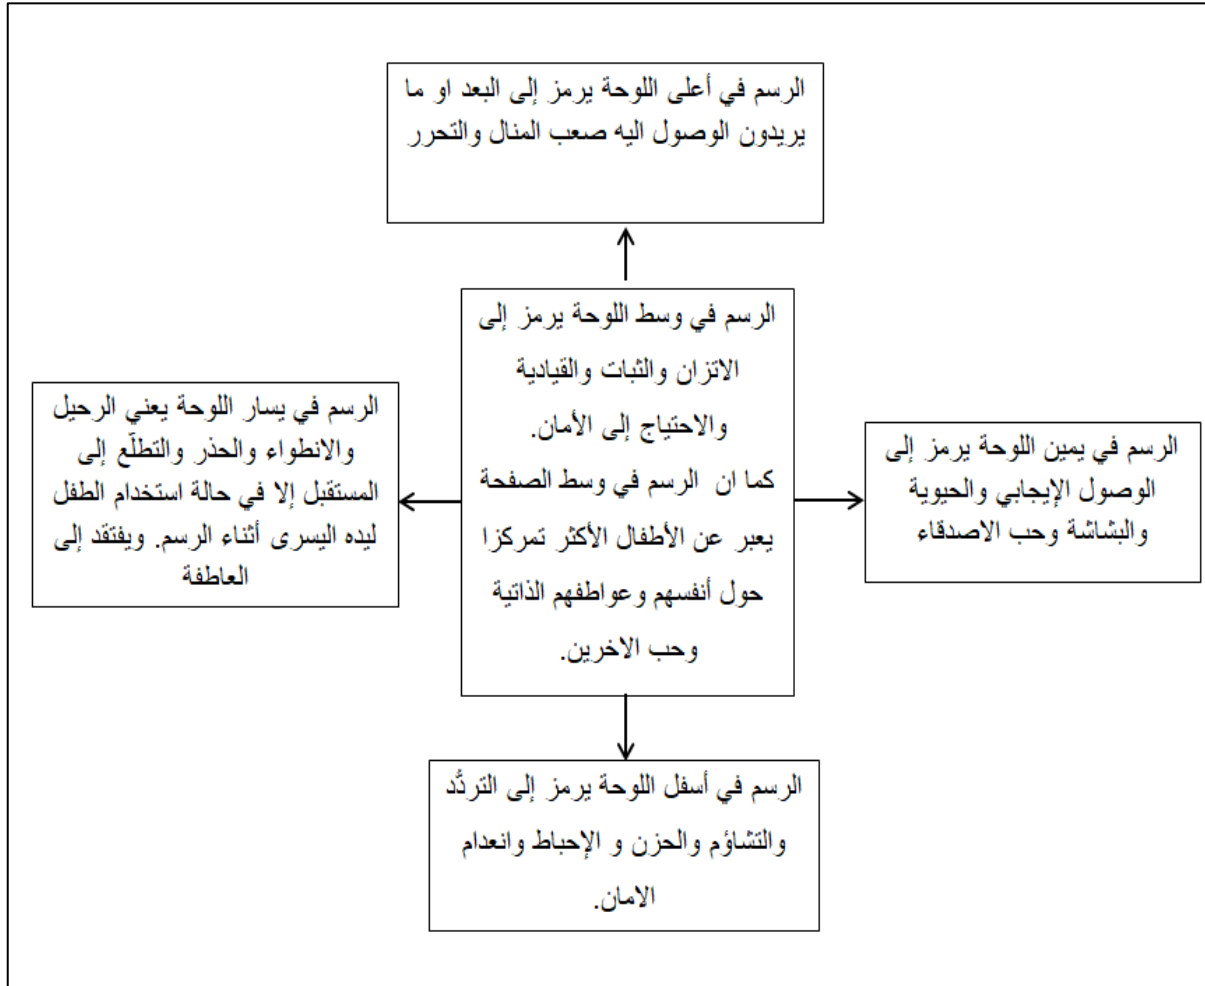 الرسم في أعلى اللوحة يرمز إلى البعد او ما
يريدون الوصول اليه صعب المنال والتحرر
الرسم في وسط اللوحة يرمز إلى
الاتزان والثبات والقيادية
والاحتياج إلى الأمان.
كما ان الرسم في وسط الصفحة
يعبر عن الأطفال الأكثر تمركزا
حول أنفسهم وعواطفهم الذاتية
وحب الاخرين.
الرسم في يمين اللوحة يرمز إلى
الوصول الإيجابي والحيوية
والبشاشة وحب الاصدقاء
الرسم في يسار اللوحة يعني الرحيل
والانطواء والحذر والتطلّع إلى
المستقبل إلا في حالة استخدام الطفل
ليده اليسرى أثناء الرسم. ويفتقد إلى
العاطفة
الرسم في أسفل اللوحة يرمز إلى التردُّد
والتشاؤم والحزن و الإحباط وانعدام
الامان.